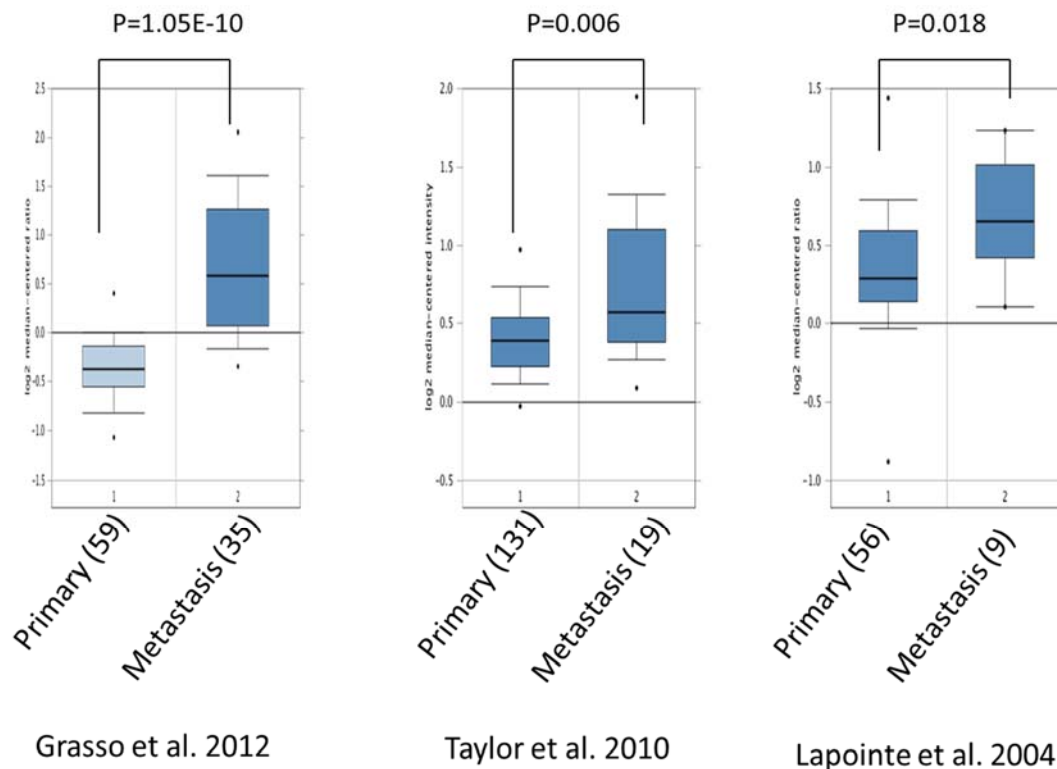 P=1.05E-10
P=0.006
P=0.018
log2 median-centered ratio
2.5
2.0
1.5
1.0
0.5
0.0
-0.5
-1.0
-1.5
1
2
log2 median-centered intensity
2.0
1.5
1.0
0.5
0.0
-0.5
1
2
log2 median-centered ratio
1.5
1.0
0.5
0.0
-0.5
-1.0
1
2
Primary (59)
Metastasis (35)
Primary (131)
Metastasis (19)
Primary (56)
Metastasis (9)
Grasso et al. 2012
Taylor et al. 2010
Lapointe et al. 2004